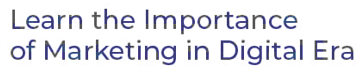 Learn the Importance
of Marketing in Digital Era